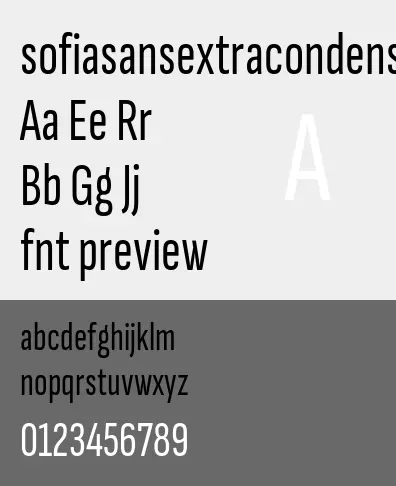 sofiasansextracondens
Aa Ee Rr
A
Bb Gg Jj
fnt preview
abcdefghijklm
nopqrstuvwxyz
0123456789